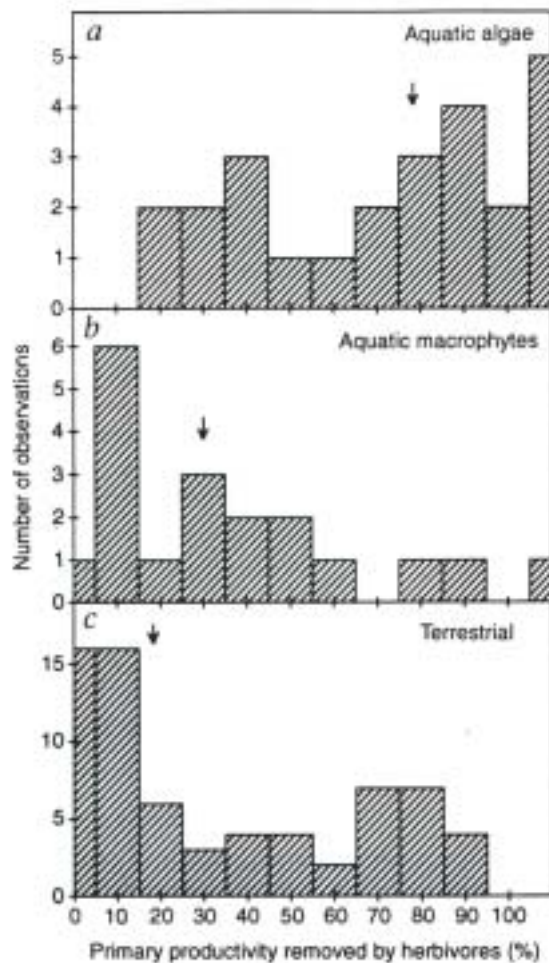 a
Aquatic algae
5
4
3
2
1
0
b
Aquatic macrophytes
6
5
4
3
2
1
0
Number of observations
c
Terrestrial
15
10
5
0
0 10 20 30 40 50 60 70 80 90 100
Primary productivity removed by herbivores (%)